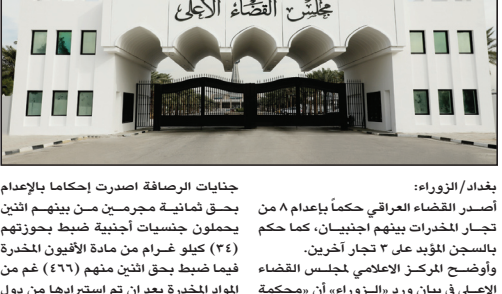 مجلس القضاء الأعلى
بغداد/الزوراء:
أصدر القضاء العراقي حكماً بإعدام ٨ من
تجار المخدرات بينهم اجنبيان، كما حكم
بالسجن المؤبد على ٣ تجار آخرين.
وأوضح المركز الاعلامي لمجلس القضاء
الاعلى في بيان ورد «الزوراء» أن «محكمة
جنايات الرصافة اصدرت إحكاما بالإعدام
بحق ثمانية مجرمين من بينهم اثنين
يحملون جنسيات أجنبية ضبط بحوزتهم
(٣٤) كيلو غرام من مادة الأفيون المخدرة
فيما ضبط بحق اثنين منهم (٤٦٦) غم من
المواد المخدرة بعد ان تم استيرادها من دول